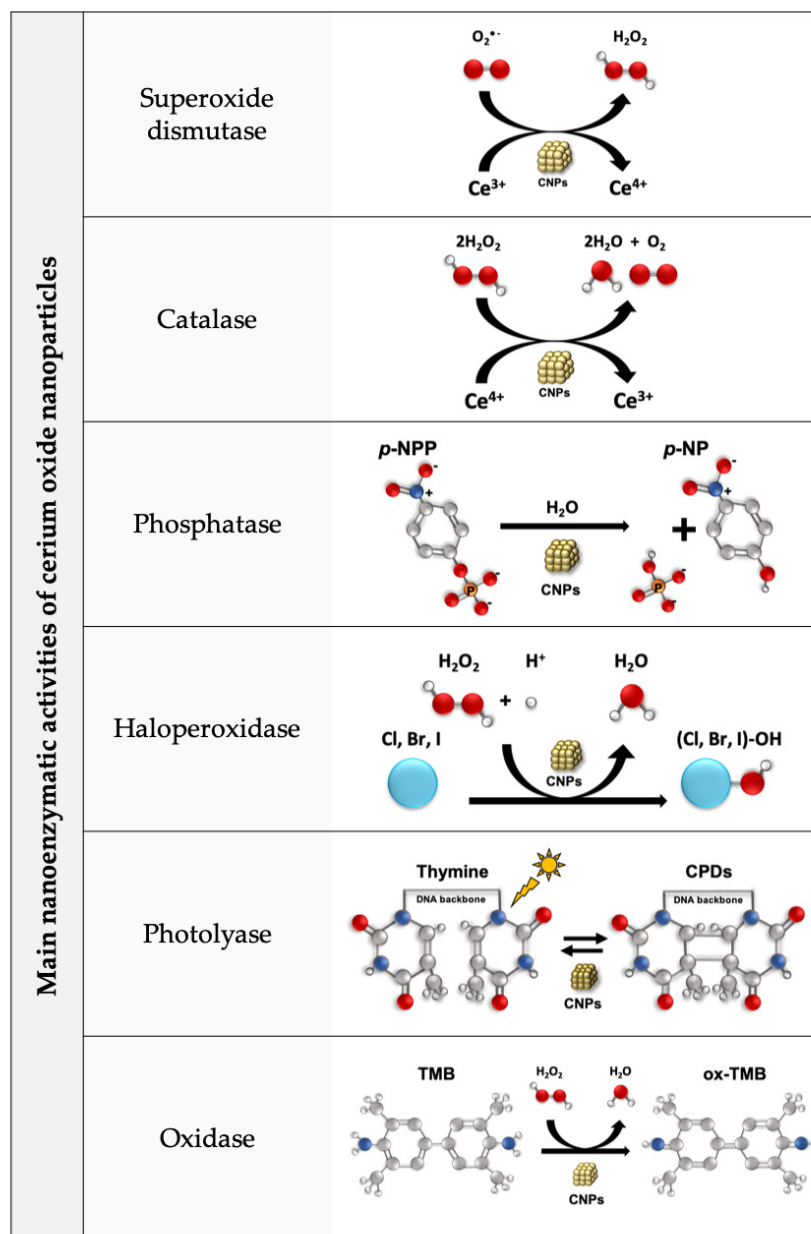 Main nanoenzymatic activities of cerium oxide nanoparticles
Superoxide
dismutase
O₂•⁻
H₂O₂
CNPs
Ce³⁺
Ce⁴⁺
Catalase
2H₂O₂
2H₂O + O₂
CNPs
Ce⁴⁺
Ce³⁺
Phosphatase
p-NPP
p-NP
H₂O
CNPs
+
-
+
P
-
-
-
+
P
-
-
Haloperoxidase
H₂O₂
+
H⁺
H₂O
Cl, Br, I
CNPs
(Cl, Br, I)-OH
Photolyase
Thymine
CPDs
DNA backbone
DNA backbone
CNPs
Oxidase
TMB
H₂O₂
H₂O
ox-TMB
CNPs